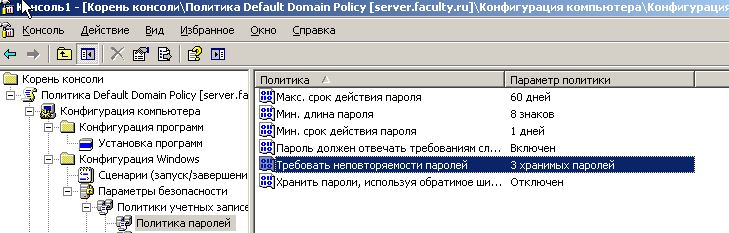 Консоль1 - [Корень консоли\Политика Default Domain Policy [server.faculty.ru]\Конфигурация компьютера\Конфигурация
Консоль Действие Вид Избранное Окно Справка
Корень консоли
Политика Default Domain Policy [server.fa
Конфигурация компьютера
Конфигурация программ
Установка программ
Конфигурация Windows
Сценарии (запуск/завершени
Параметры безопасности
Политики учетных записе
Политика паролей
Политика Параметр политики
Макс. срок действия пароля 60 дней
Мин. длина пароля 8 знаков
Мин. срок действия пароля 1 дней
Пароль должен отвечать требованиям сл... Включен
Требовать неповторяемости паролей 3 хранимых паролей
Хранить пароли, используя обратимое ши... Отключен